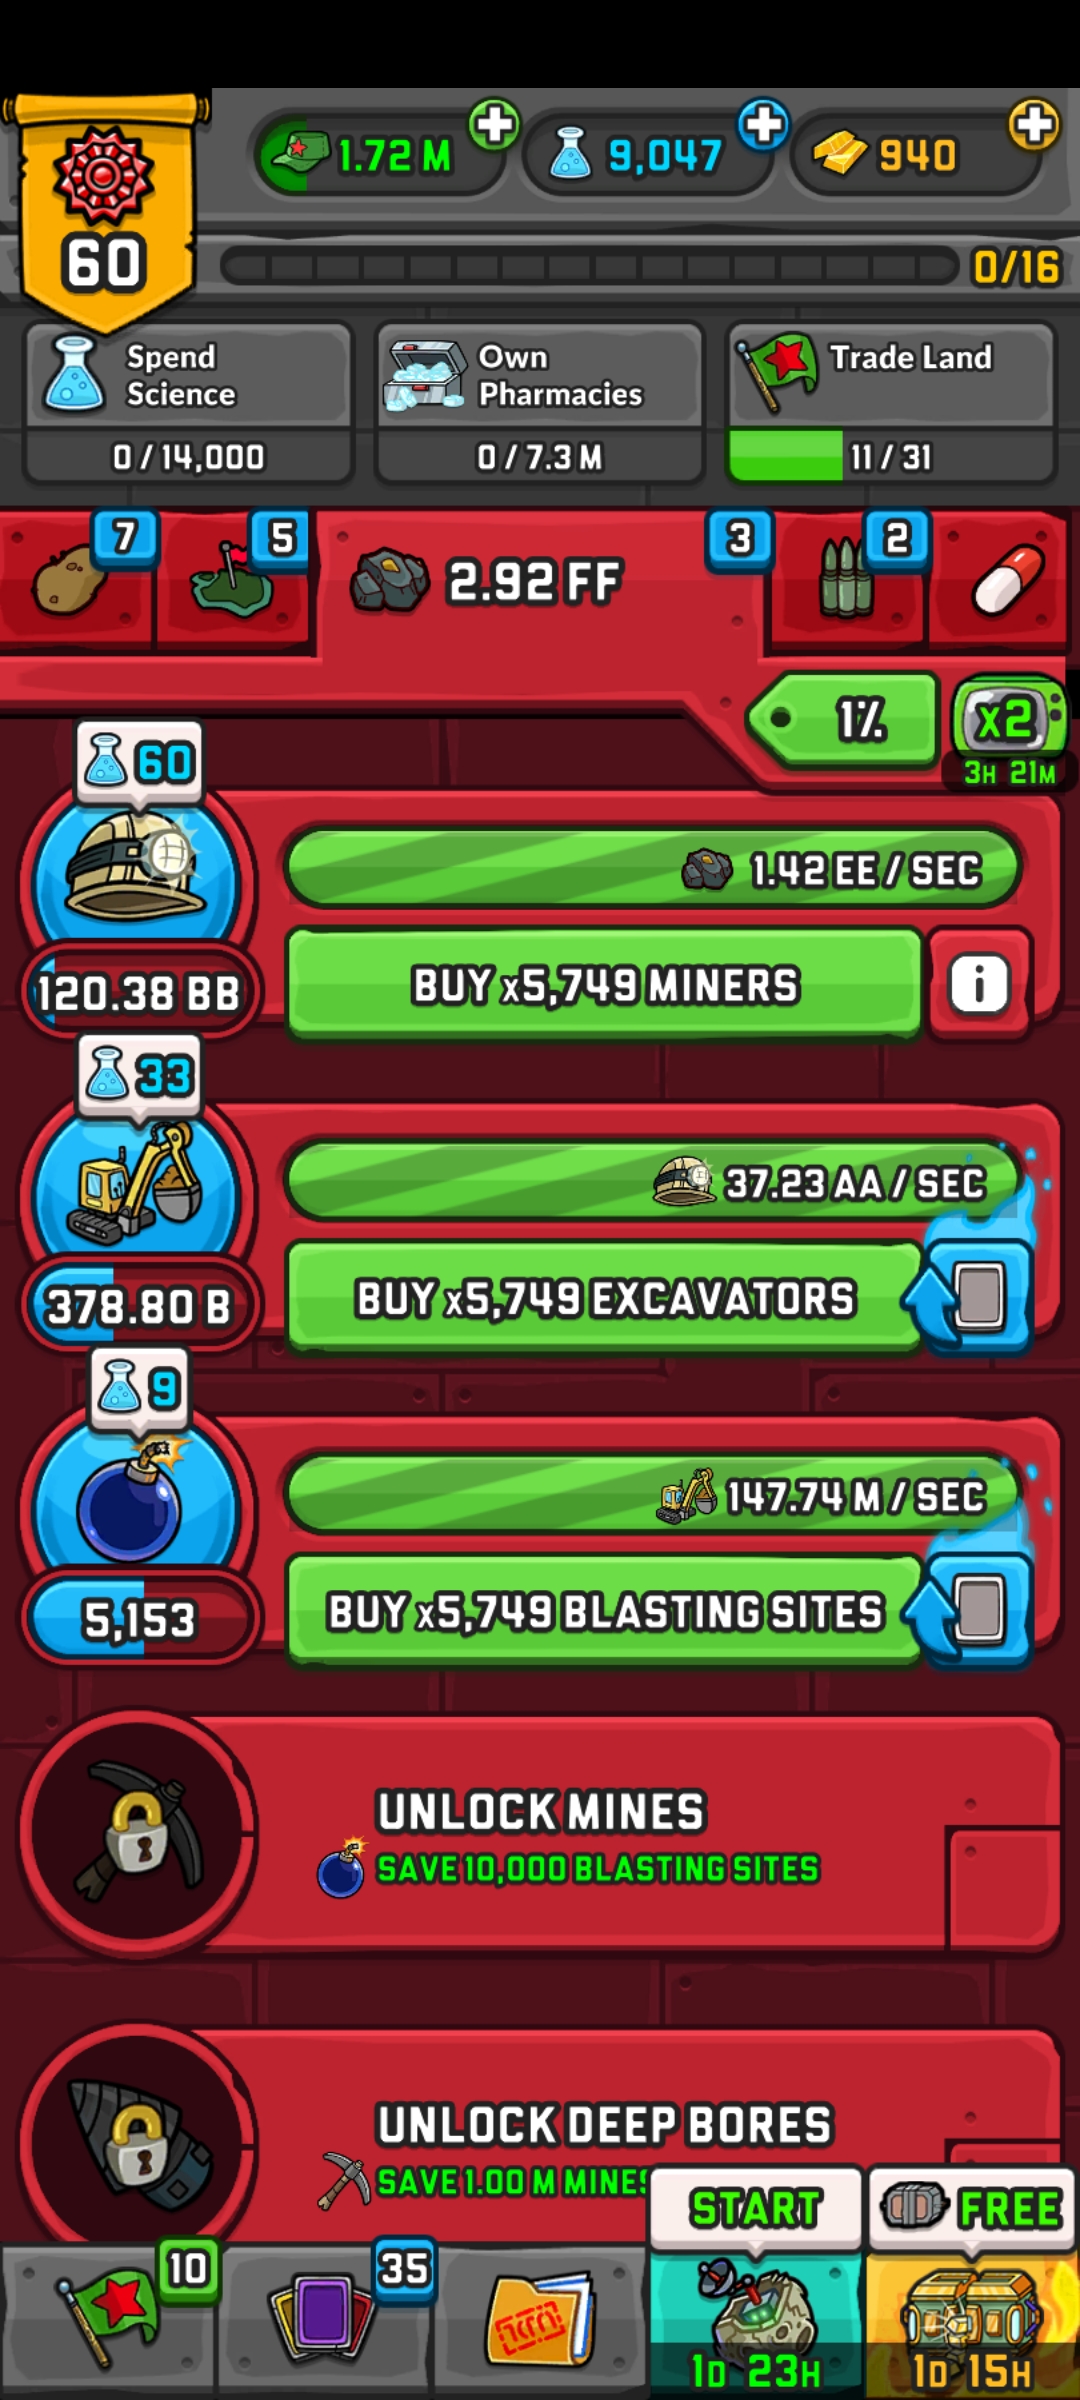 1.72 M
9,047
940
60
0/16
Spend
Science
0 / 14,000
Own
Pharmacies
0 / 7.3 M
Trade Land
11 / 31
7
5
2.92 FF
3
2
1%
x2
3H 21M
60
1.42 EE / SEC
120.38 BB
BUY x5,749 MINERS
i
33
37.23 AA / SEC
378.80 B
BUY x5,749 EXCAVATORS
9
147.74 M / SEC
5,153
BUY x5,749 BLASTING SITES
UNLOCK MINES
SAVE 10,000 BLASTING SITES
UNLOCK DEEP BORES
SAVE 1.00 M MINES
START
FREE
10
35
1D 23H
1D 15H